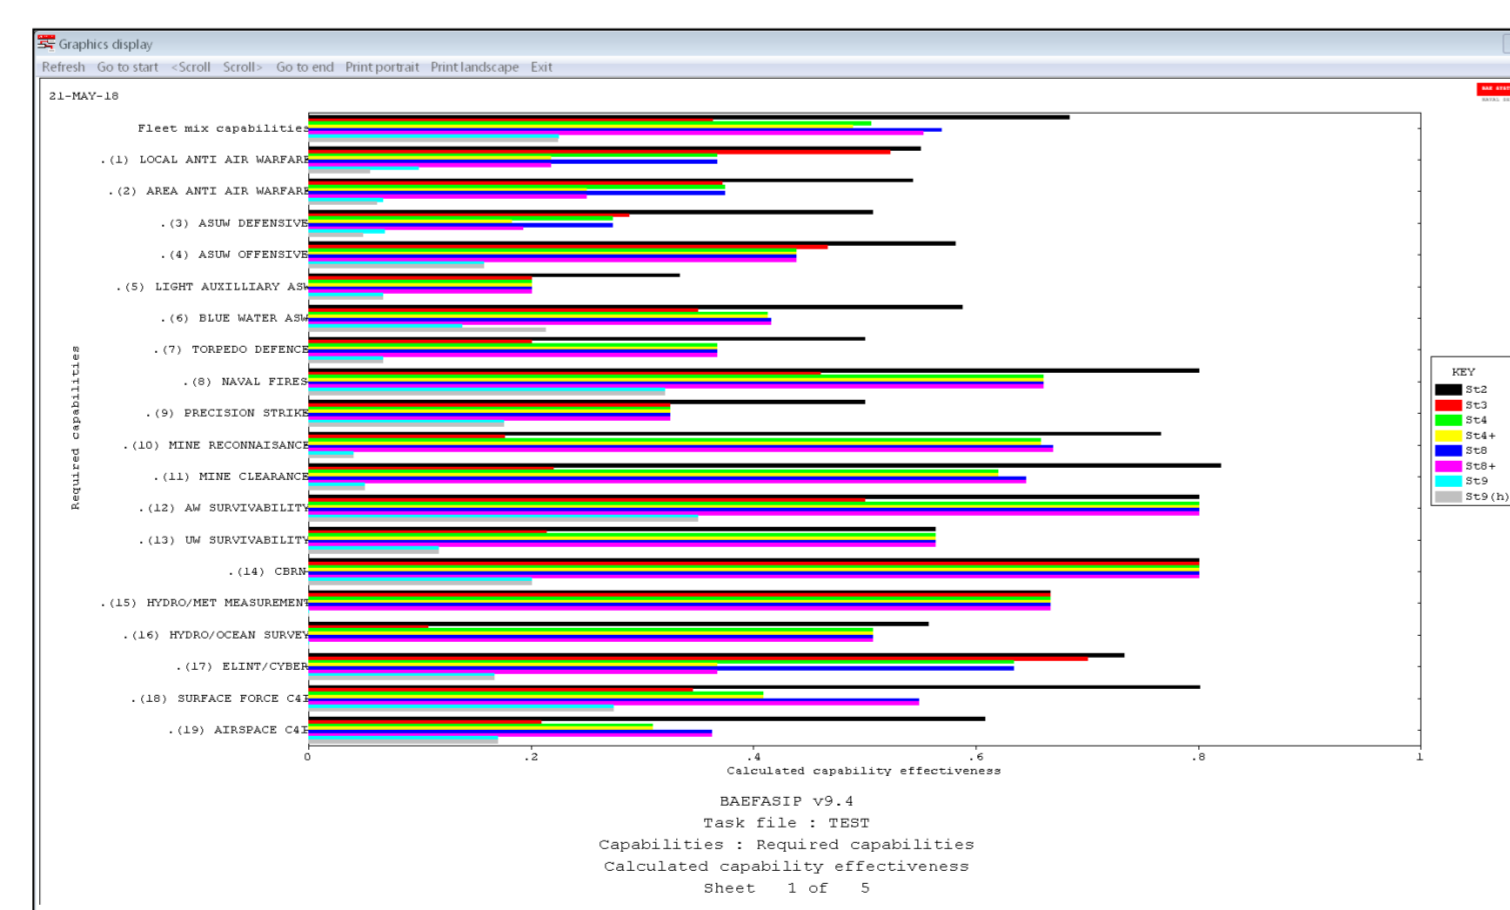 Graphics display
Refresh Go to start <Scroll Scroll> Go to end Print portrait Print landscape Exit
21-MAY-18
Fleet mix capabilities
.(1) LOCAL ANTI AIR WARFARE
.(2) AREA ANTI AIR WARFARE
.(3) ASUW DEFENSIVE
.(4) ASUW OFFENSIVE
.(5) LIGHT AUXILLIARY ASW
.(6) BLUE WATER ASW
.(7) TORPEDO DEFENCE
.(8) NAVAL FIRES
.(9) PRECISION STRIKE
.(10) MINE RECONNAISANCE
.(11) MINE CLEARANCE
.(12) AW SURVIVABILITY
.(13) UW SURVIVABILITY
.(14) CBRN
.(15) HYDRO/MET MEASUREMENT
.(16) HYDRO/OCEAN SURVEY
.(17) ELINT/CYBER
.(18) SURFACE FORCE C4I
.(19) AIRSPACE C4I
Required capabilities
0 .2 .4 .6 .8 1
Calculated capability effectiveness
KEY
St2
St3
St4
St4+
St8
St8+
St9
St9(h)
BAEFASIP v9.4
Task file : TEST
Capabilities : Required capabilities
Calculated capability effectiveness
Sheet 1 of 5